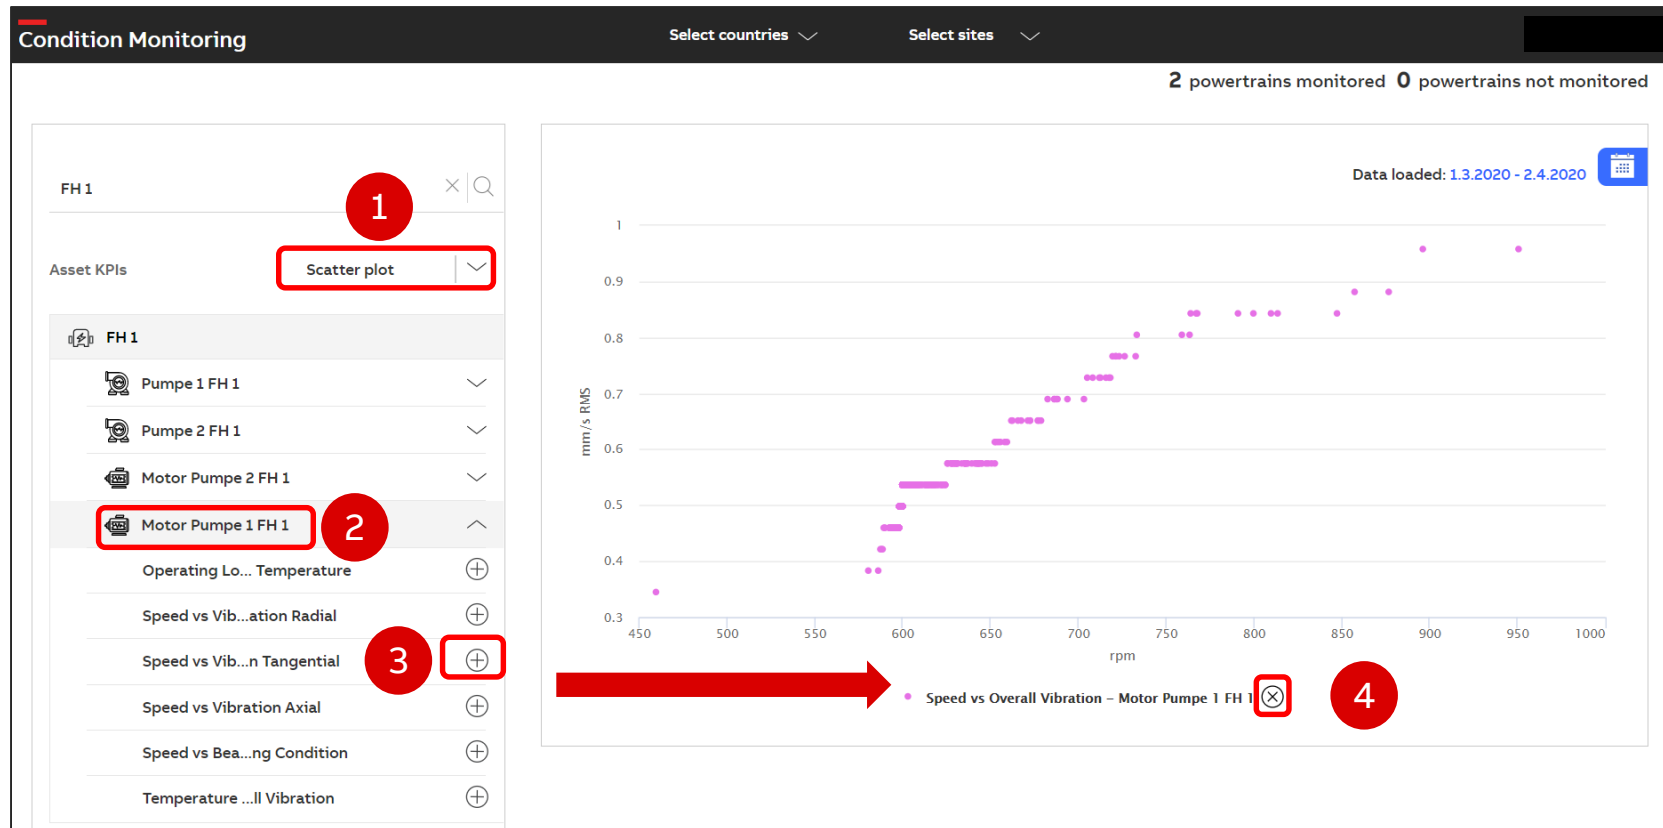 Condition Monitoring
Select countries
Select sites
2 powertrains monitored 0 powertrains not monitored
FH 1
1
Asset KPIs
Scatter plot
FH 1
Pumpe 1 FH 1
Pumpe 2 FH 1
Motor Pumpe 2 FH 1
Motor Pumpe 1 FH 1
2
Operating Lo... Temperature
Speed vs Vib...ation Radial
Speed vs Vib...n Tangential
3
Speed vs Vibration Axial
Speed vs Bea...ng Condition
Temperature ...ll Vibration
Data loaded: 1.3.2020 - 2.4.2020
1
0.9
0.8
0.7
0.6
0.5
0.4
0.3
mm/s RMS
450 500 550 600 650 700 750 800 850 900 950 1000
rpm
Speed vs Overall Vibration – Motor Pumpe 1 FH 1
4